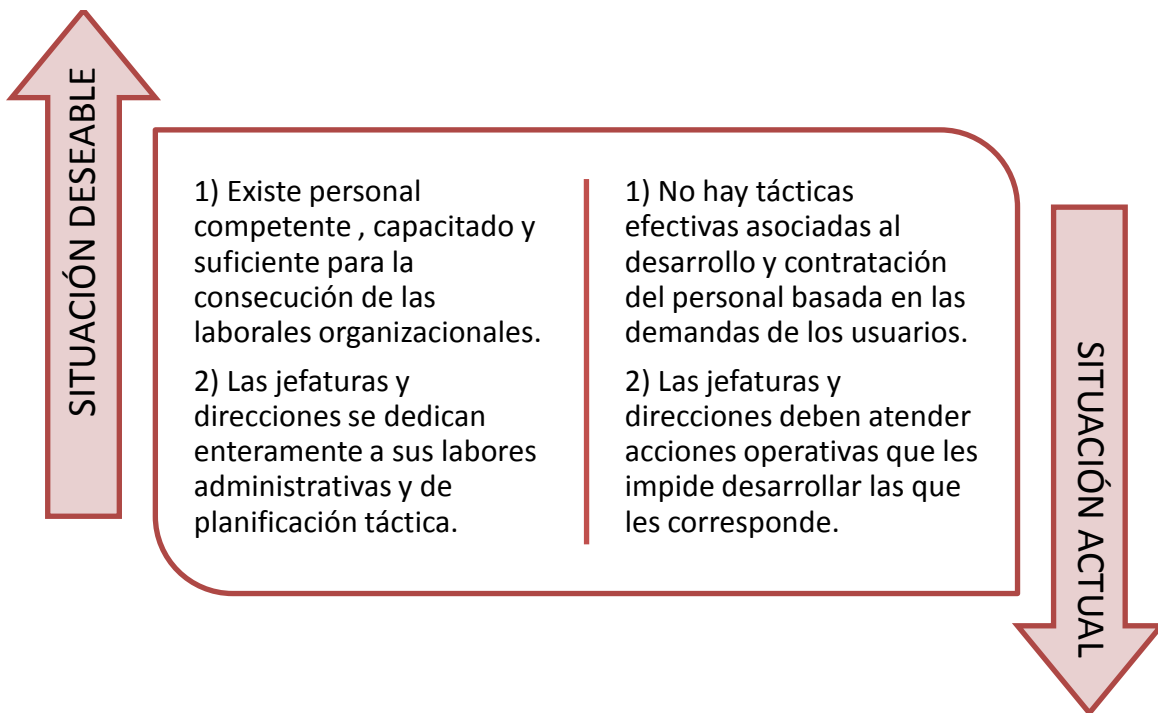 SITUACIÓN DESEABLE
1) Existe personal
competente , capacitado y
suficiente para la
consecución de las
laborales organizacionales.
2) Las jefaturas y
direcciones se dedican
enteramente a sus labores
administrativas y de
planificación táctica.
1) No hay tácticas
efectivas asociadas al
desarrollo y contratación
del personal basada en las
demandas de los usuarios.
2) Las jefaturas y
direcciones deben atender
acciones operativas que les
impide desarrollar las que
les corresponde.
SITUACIÓN ACTUAL